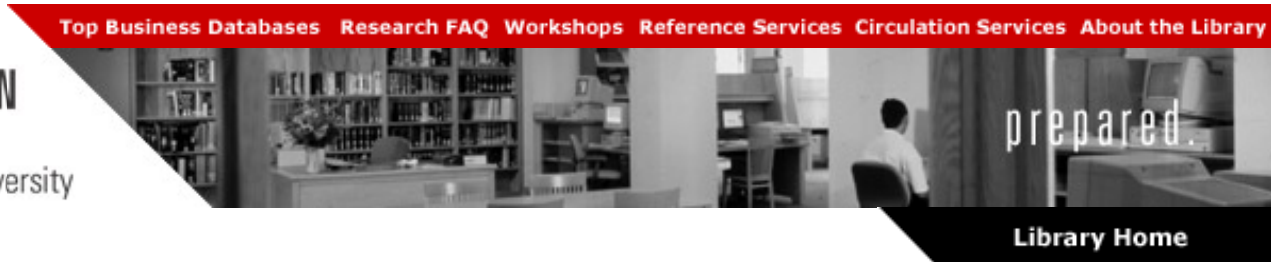 Top Business Databases Research FAQ Workshops Reference Services Circulation Services About the Library
N
prepared.
versity
Library Home